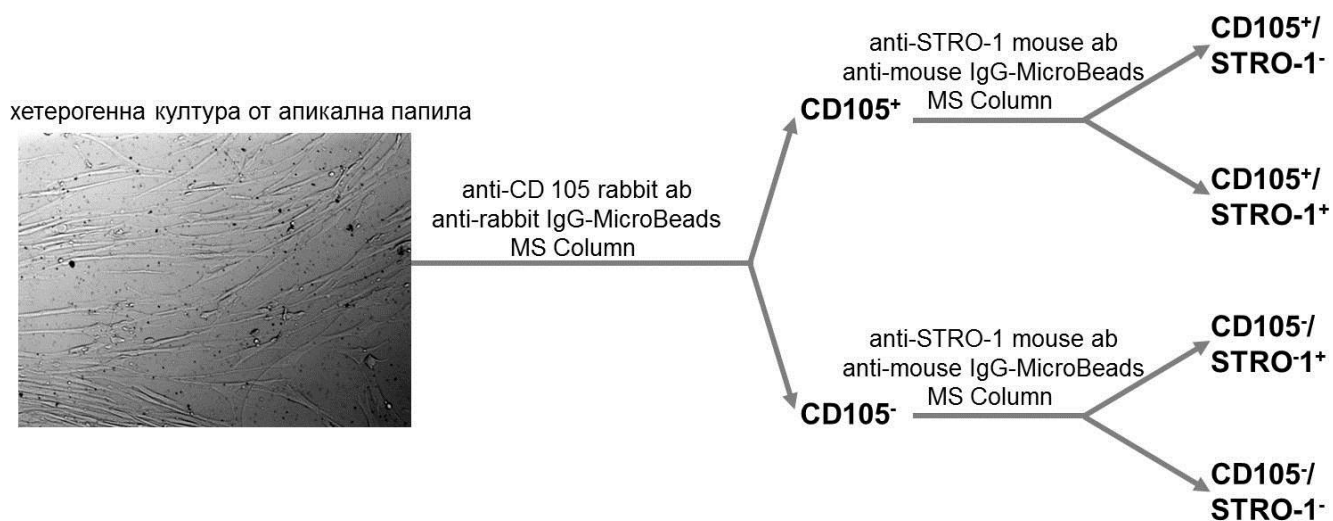 хетерогенна култура от апикална папила
anti-CD 105 rabbit ab
anti-rabbit IgG-MicroBeads
MS Column
CD105⁺
anti-STRO-1 mouse ab
anti-mouse IgG-MicroBeads
MS Column
CD105⁺/
STRO-1⁻
CD105⁺/
STRO-1⁺
CD105⁻
anti-STRO-1 mouse ab
anti-mouse IgG-MicroBeads
MS Column
CD105⁻/
STRO⁻1⁺
CD105⁻/
STRO-1⁻